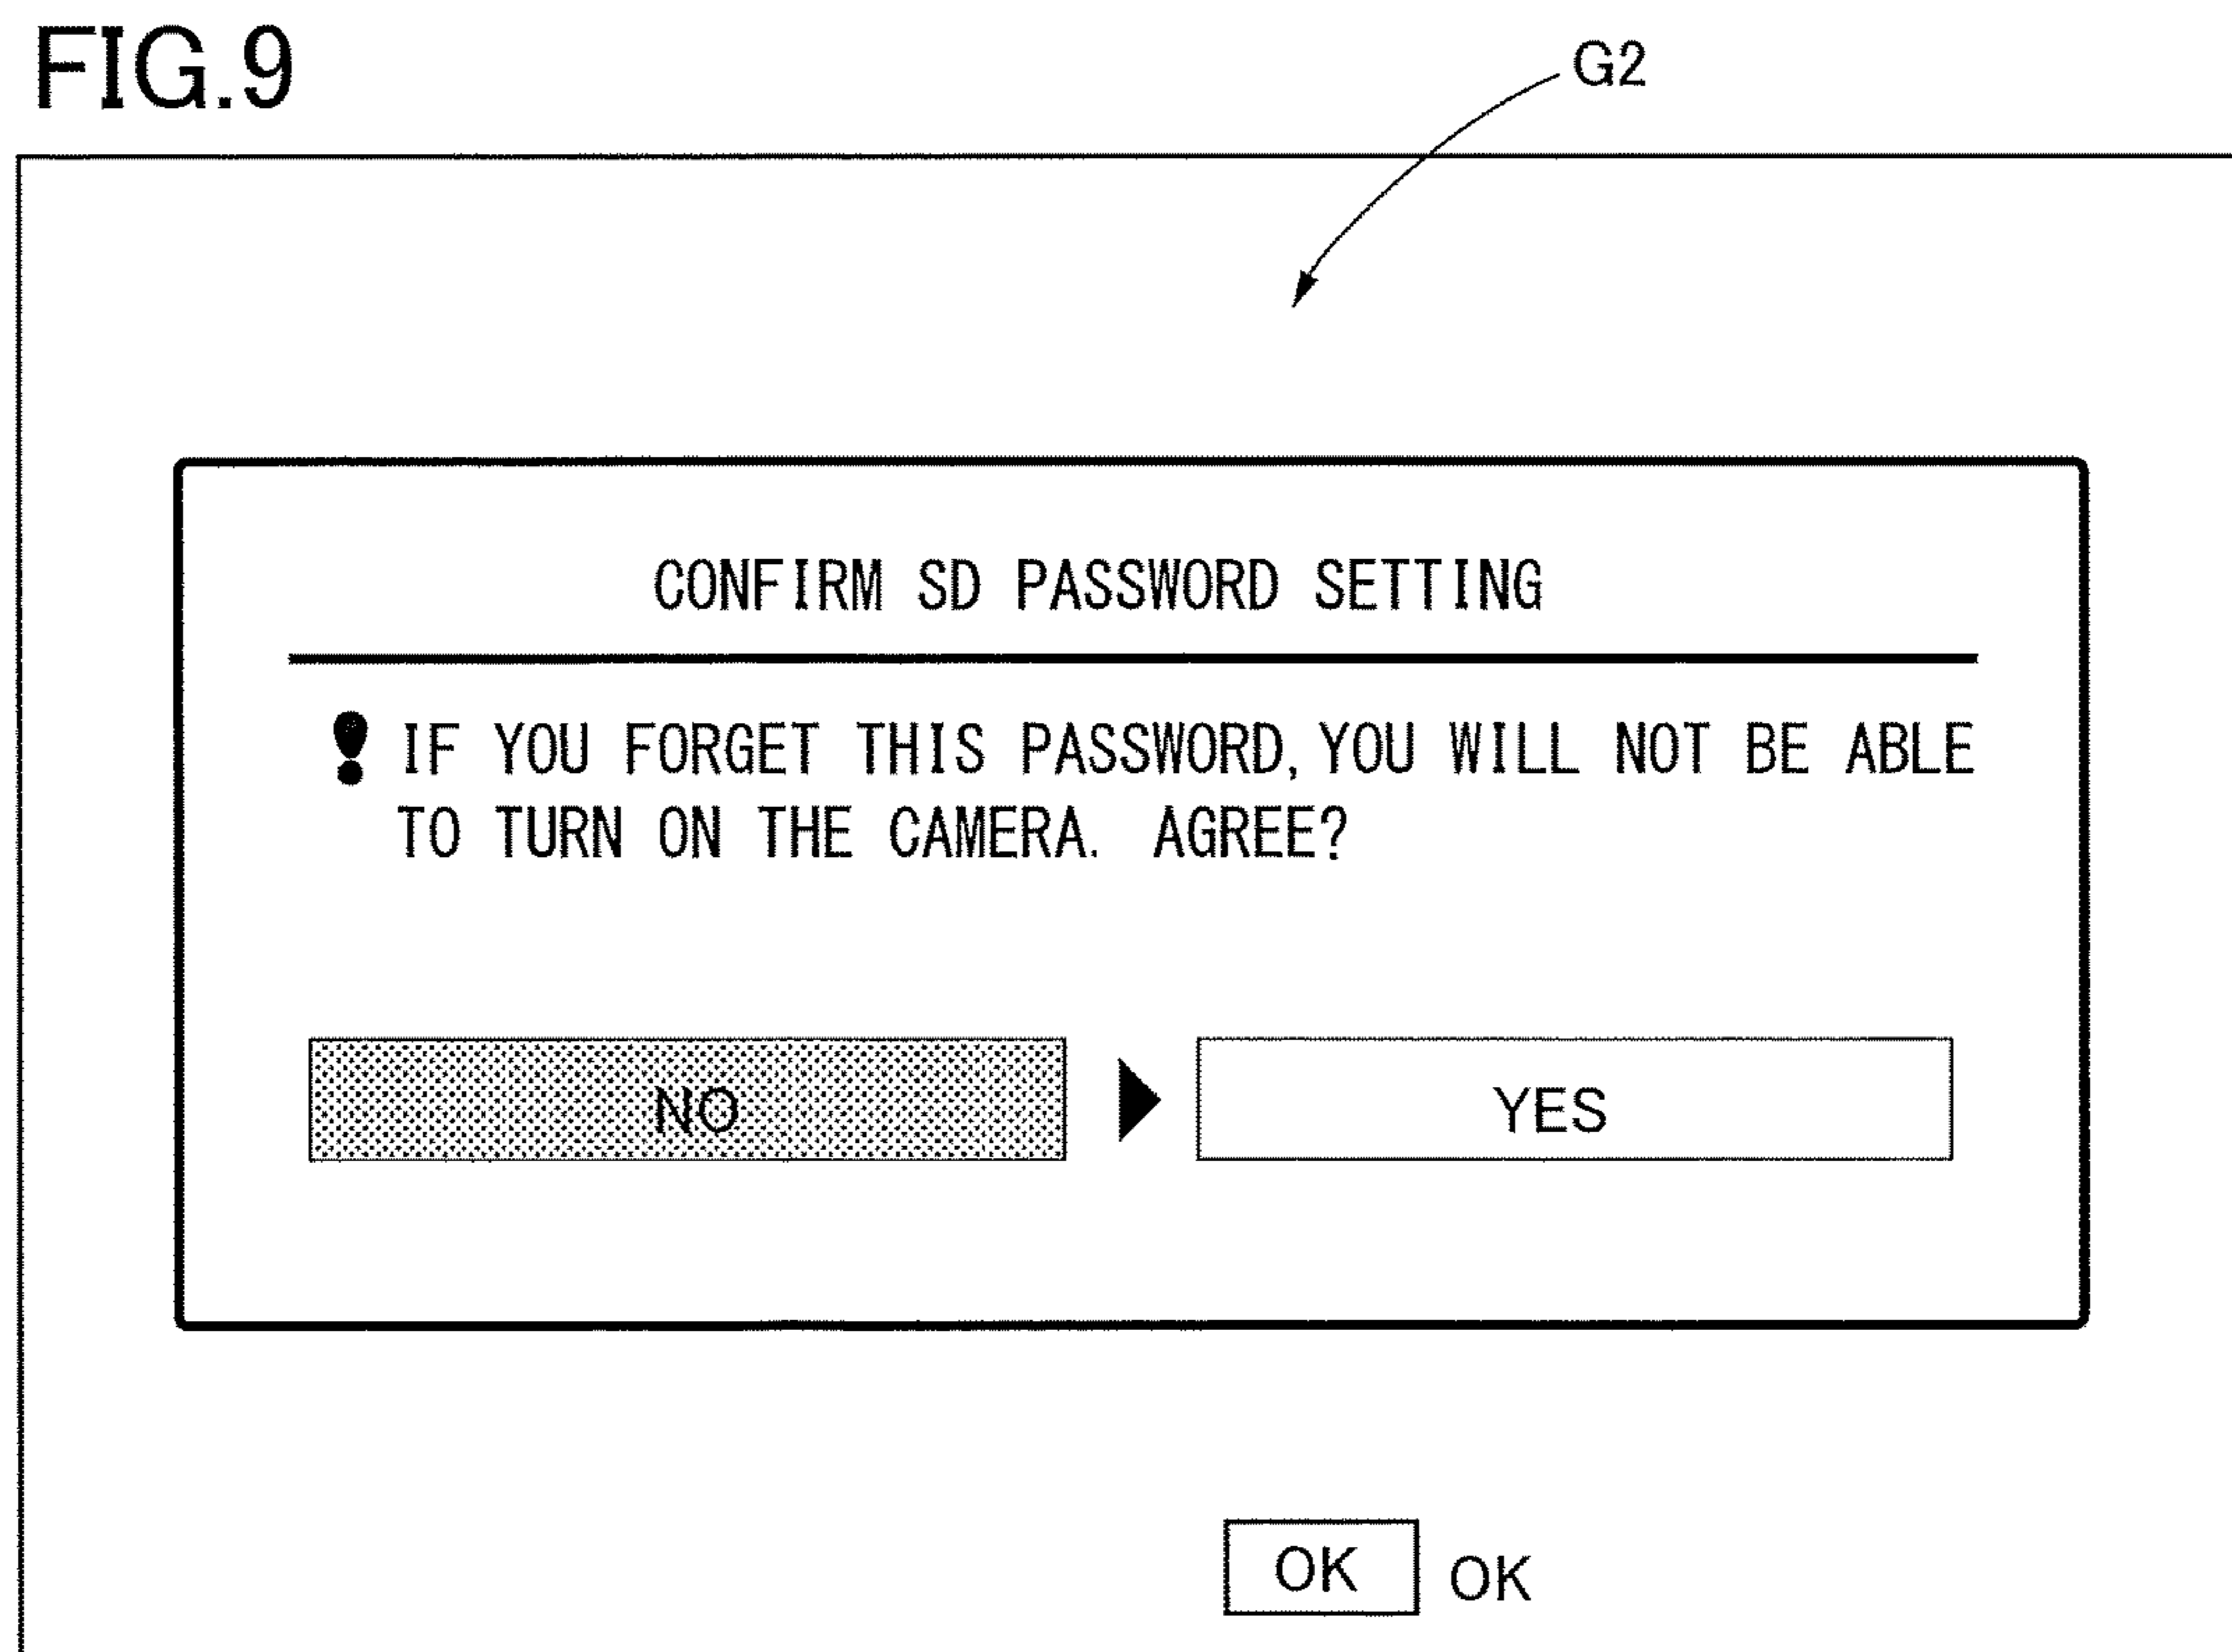 FIG.9
G2
CONFIRM SD PASSWORD SETTING
IF YOU FORGET THIS PASSWORD, YOU WILL NOT BE ABLE
TO TURN ON THE CAMERA. AGREE?
NO YES
OK OK